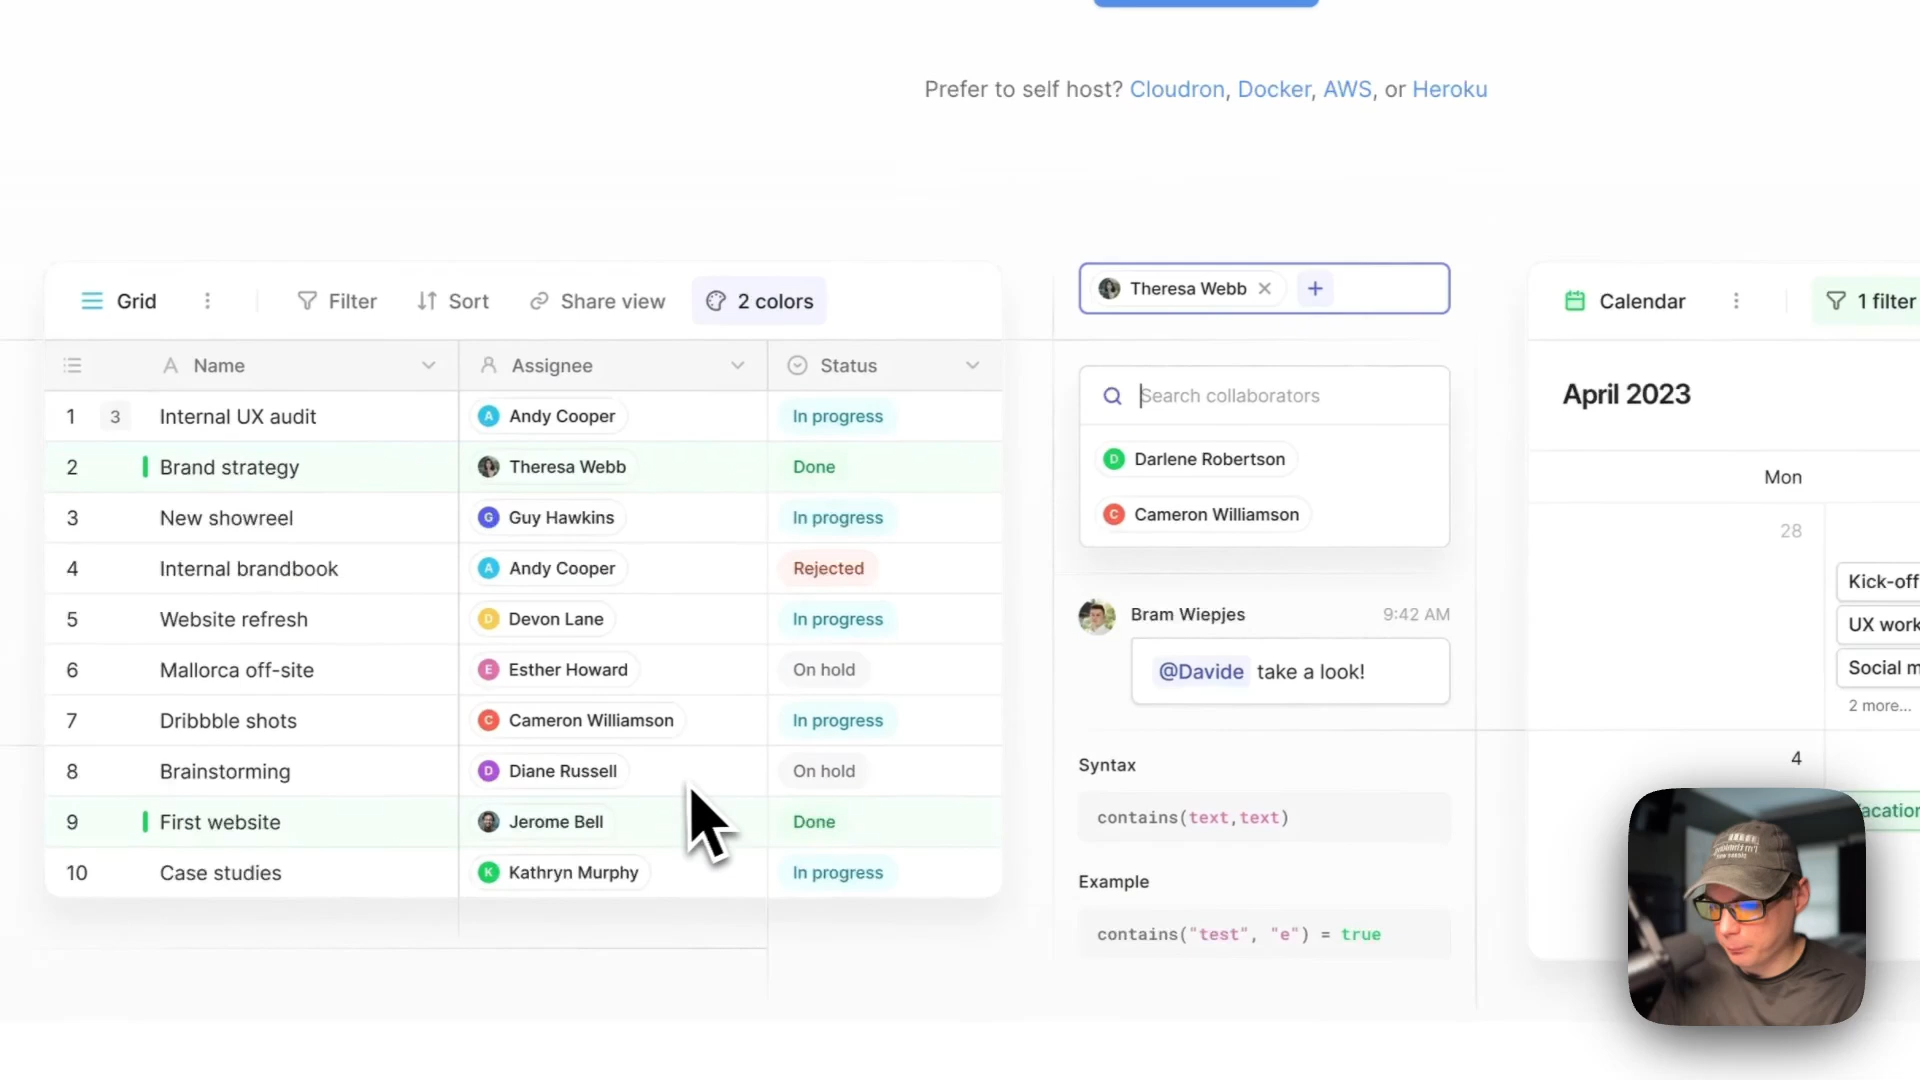 Prefer to self host? Cloudron, Docker, AWS, or Heroku
Grid
Filter
Sort
Share view
2 colors
Name
Assignee
Status
1 3 Internal UX audit A Andy Cooper In progress
2 Brand strategy Theresa Webb Done
3 New showreel G Guy Hawkins In progress
4 Internal brandbook A Andy Cooper Rejected
5 Website refresh D Devon Lane In progress
6 Mallorca off-site E Esther Howard On hold
7 Dribbble shots C Cameron Williamson In progress
8 Brainstorming D Diane Russell On hold
9 First website Jerome Bell Done
10 Case studies K Kathryn Murphy In progress
Theresa Webb
Search collaborators
D Darlene Robertson
C Cameron Williamson
Bram Wiepjes 9:42 AM
@Davide take a look!
Syntax
contains(text,text)
Example
contains("test", "e") = true
Calendar
1 filter
April 2023
Mon
28
Kick-off
UX work
Social m
2 more...
4
acation